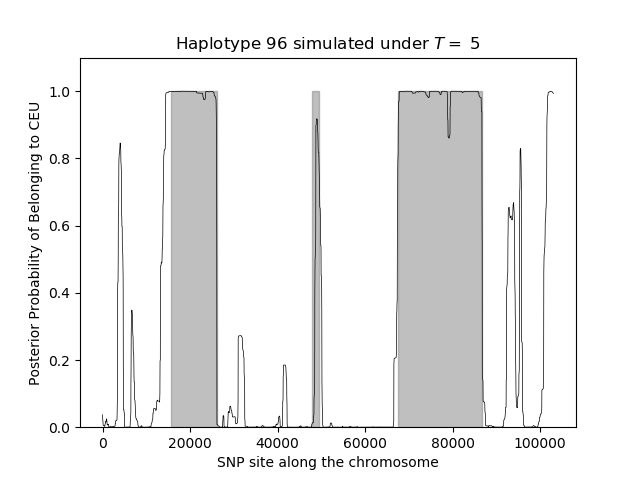 Haplotype 96 simulated under T = 5
Posterior Probability of Belonging to CEU
1.0
0.8
0.6
0.4
0.2
0.0
0 20000 40000 60000 80000 100000
SNP site along the chromosome